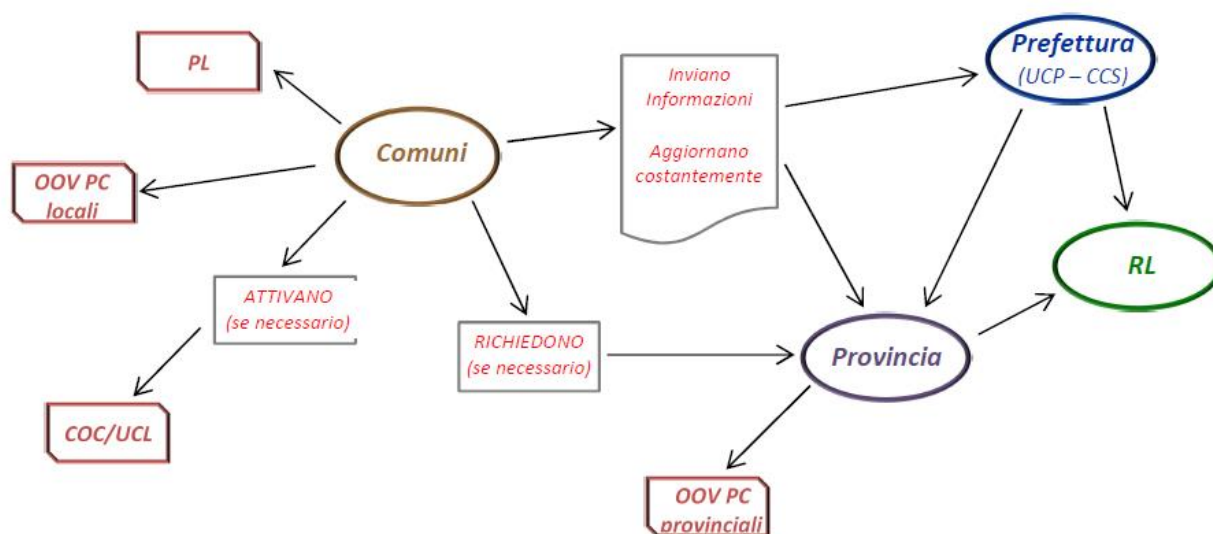 PL
Inviano
Informazioni
Aggiornano
costantemente
Prefettura
(UCP – CCS)
Comuni
OOV PC
locali
RL
ATTIVANO
(se necessario)
RICHIEDONO
(se necessario)
Provincia
COC/UCL
OOV PC
provinciali